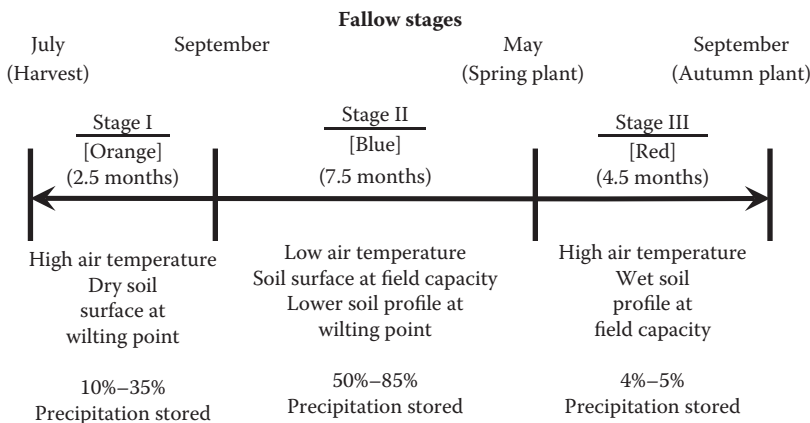 Fallow stages
July
(Harvest)
September
May
(Spring plant)
September
(Autumn plant)
Stage I
[Orange]
(2.5 months)
Stage II
[Blue]
(7.5 months)
Stage III
[Red]
(4.5 months)
High air temperature
Dry soil
surface at
wilting point
Low air temperature
Soil surface at field capacity
Lower soil profile at
wilting point
High air temperature
Wet soil
profile at
field capacity
10%–35%
Precipitation stored
50%–85%
Precipitation stored
4%–5%
Precipitation stored